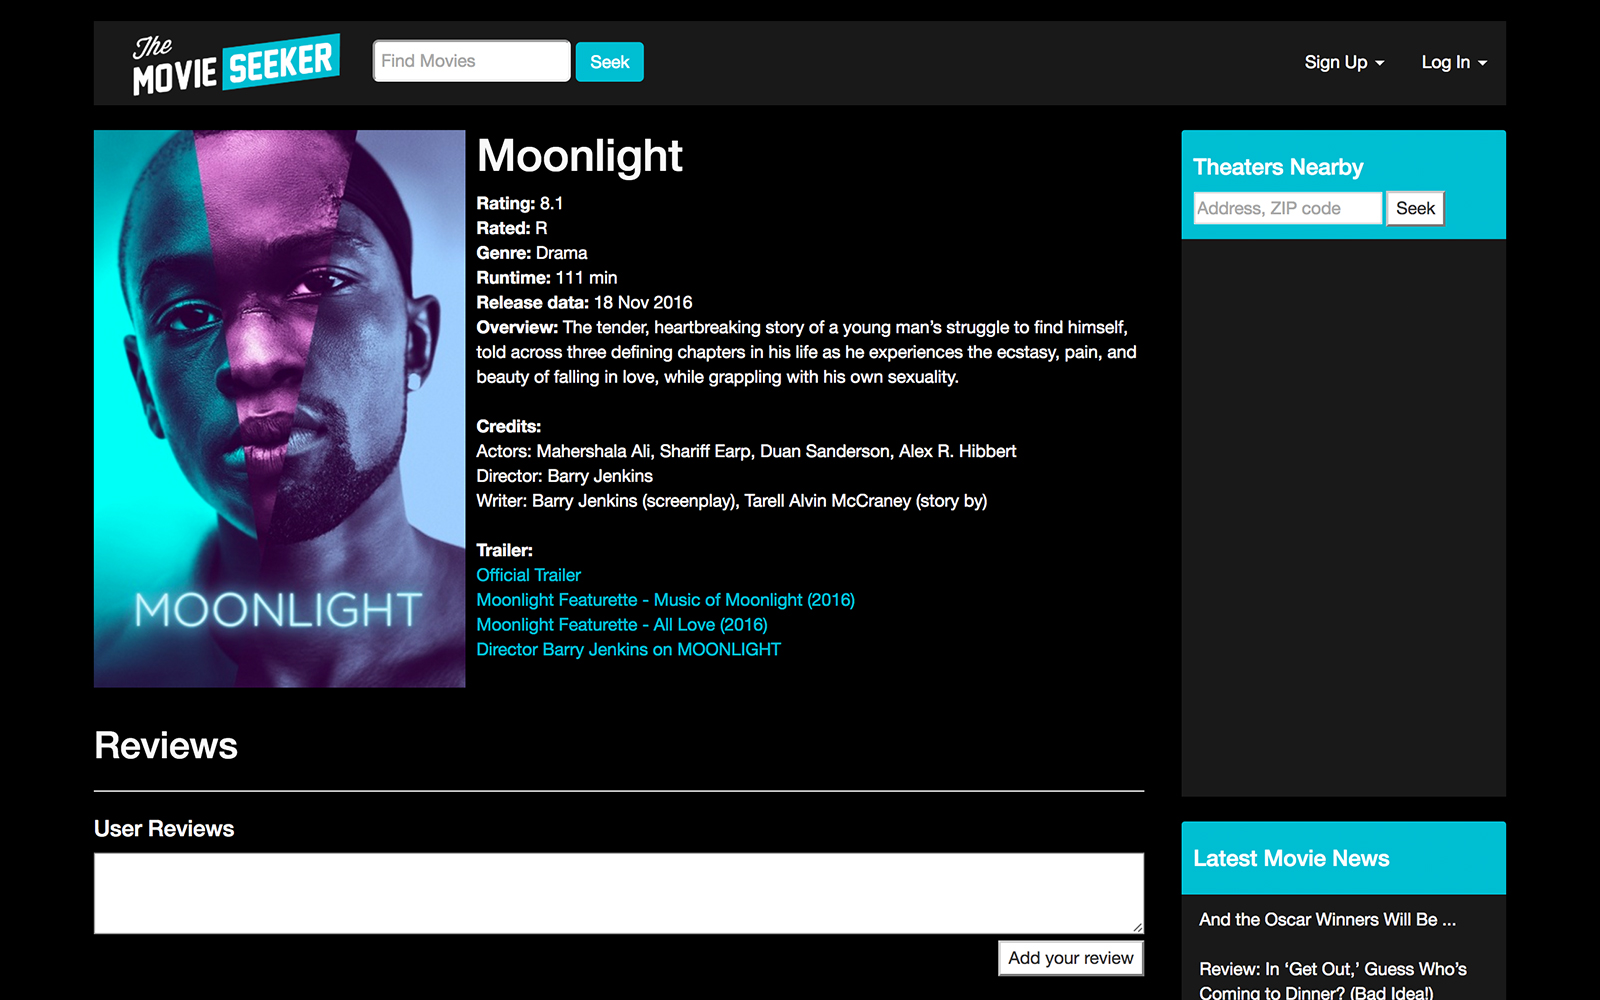 The
MOVIE SEEKER
Find Movies
Seek
Sign Up
Log In
MOONLIGHT
Moonlight
Rating: 8.1
Rated: R
Genre: Drama
Runtime: 111 min
Release data: 18 Nov 2016
Overview: The tender, heartbreaking story of a young man’s struggle to find himself,
told across three defining chapters in his life as he experiences the ecstasy, pain, and
beauty of falling in love, while grappling with his own sexuality.
Credits:
Actors: Mahershala Ali, Shariff Earp, Duan Sanderson, Alex R. Hibbert
Director: Barry Jenkins
Writer: Barry Jenkins (screenplay), Tarell Alvin McCraney (story by)
Trailer:
Official Trailer
Moonlight Featurette - Music of Moonlight (2016)
Moonlight Featurette - All Love (2016)
Director Barry Jenkins on MOONLIGHT
Reviews
User Reviews
Add your review
Theaters Nearby
Address, ZIP code
Seek
Latest Movie News
And the Oscar Winners Will Be ...
Review: In ‘Get Out,’ Guess Who’s
Coming to Dinner? (Bad Idea!)